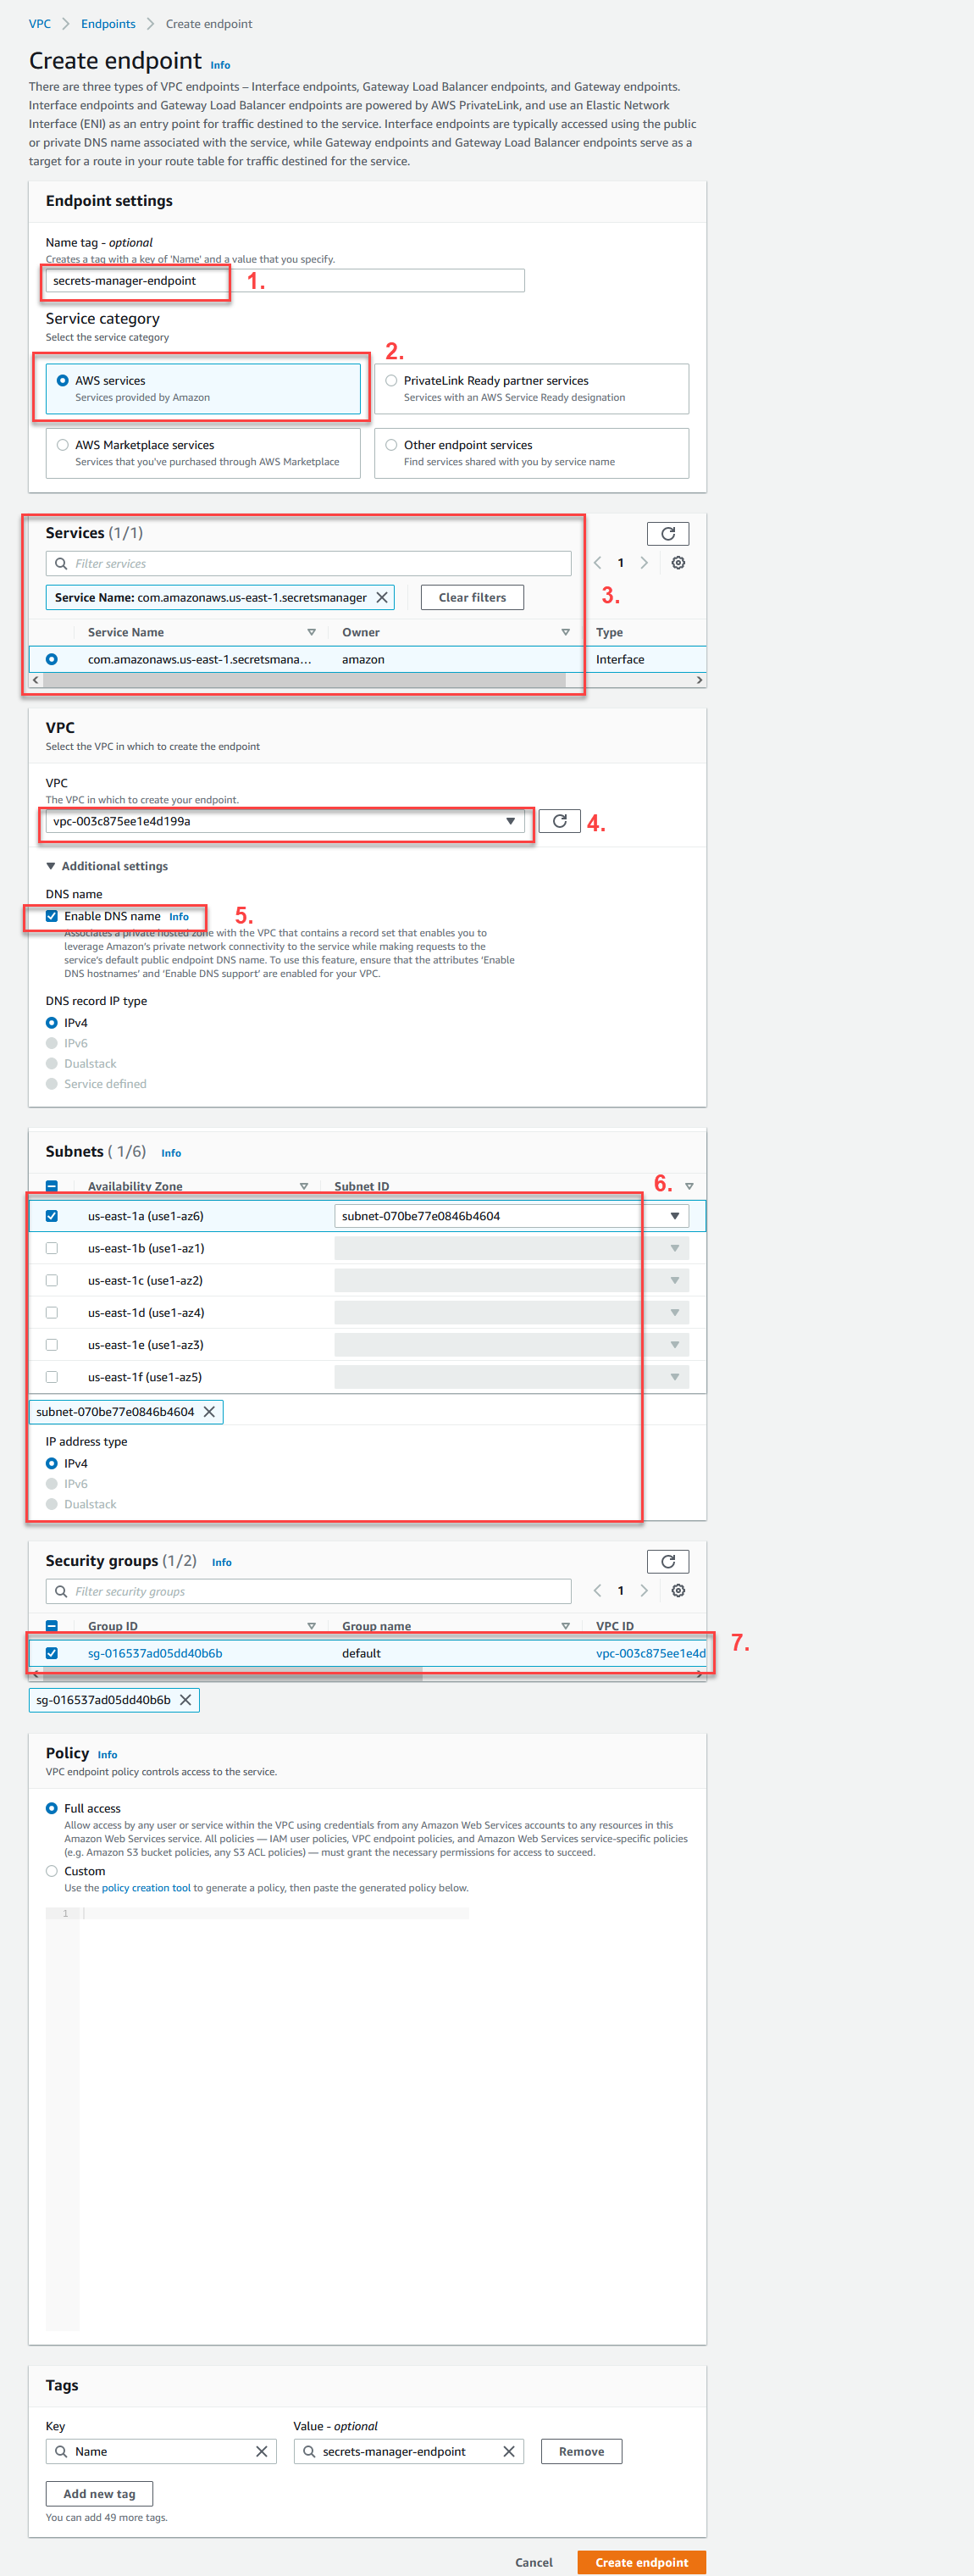 VPC > Endpoints > Create endpoint
Create endpoint Info
There are three types of VPC endpoints – Interface endpoints, Gateway Load Balancer endpoints, and Gateway endpoints.
Interface endpoints and Gateway Load Balancer endpoints are powered by AWS PrivateLink, and use an Elastic Network
Interface (ENI) as an entry point for traffic destined to the service. Interface endpoints are typically accessed using the public
or private DNS name associated with the service, while Gateway endpoints and Gateway Load Balancer endpoints serve as a
target for a route in your route table for traffic destined for the service.
Endpoint settings
Name tag - optional
Creates a tag with a key of 'Name' and a value that you specify.
secrets-manager-endpoint 1.
Service category
Select the service category
2.
AWS services PrivateLink Ready partner services
Services provided by Amazon Services with an AWS Service Ready designation
AWS Marketplace services Other endpoint services
Services that you've purchased through AWS Marketplace Find services shared with you by service name
Services (1/1)
Filter services 1
Service Name: com.amazonaws.us-east-1.secretsmanager Clear filters 3.
Service Name Owner Type
com.amazonaws.us-east-1.secretsmana... amazon Interface
VPC
Select the VPC in which to create the endpoint
VPC
The VPC in which to create your endpoint.
vpc-003c875ee1e4d199a 4.
Additional settings
DNS name
Enable DNS name Info 5.
Associates a private hosted zone with the VPC that contains a record set that enables you to
leverage Amazon's private network connectivity to the service while making requests to the
service's default public endpoint DNS name. To use this feature, ensure that the attributes 'Enable
DNS hostnames' and 'Enable DNS support' are enabled for your VPC.
DNS record IP type
IPv4
IPv6
Dualstack
Service defined
Subnets ( 1/6) Info
Availability Zone Subnet ID 6.
us-east-1a (use1-az6) subnet-070be77e0846b4604
us-east-1b (use1-az1)
us-east-1c (use1-az2)
us-east-1d (use1-az4)
us-east-1e (use1-az3)
us-east-1f (use1-az5)
subnet-070be77e0846b4604
IP address type
IPv4
IPv6
Dualstack
Security groups (1/2) Info
Filter security groups 1
Group ID Group name VPC ID
sg-016537ad05dd40b6b default vpc-003c875ee1e4d 7.
sg-016537ad05dd40b6b
Policy Info
VPC endpoint policy controls access to the service.
Full access
Allow access by any user or service within the VPC using credentials from any Amazon Web Services accounts to any resources in this
Amazon Web Services service. All policies — IAM user policies, VPC endpoint policies, and Amazon Web Services service-specific policies
(e.g. Amazon S3 bucket policies, any S3 ACL policies) — must grant the necessary permissions for access to succeed.
Custom
Use the policy creation tool to generate a policy, then paste the generated policy below.
1
Tags
Key Value - optional
Name secrets-manager-endpoint Remove
Add new tag
You can add 49 more tags.
Cancel Create endpoint